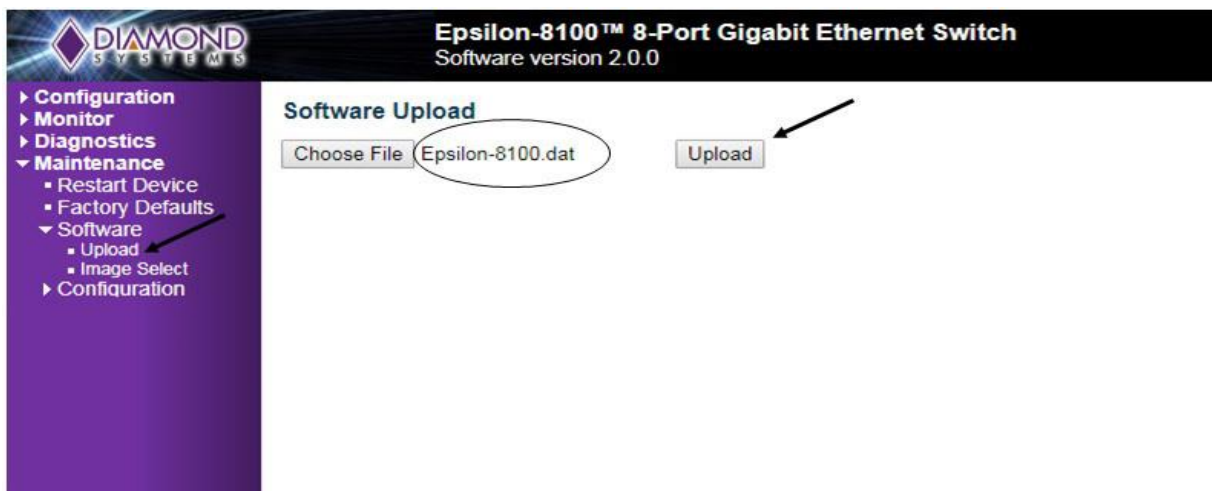 DIAMOND
SYSTEMS
Epsilon-8100™ 8-Port Gigabit Ethernet Switch
Software version 2.0.0
Configuration
Monitor
Diagnostics
Maintenance
Restart Device
Factory Defaults
Software
Upload
Image Select
Configuration
Software Upload
Choose File Epsilon-8100.dat Upload